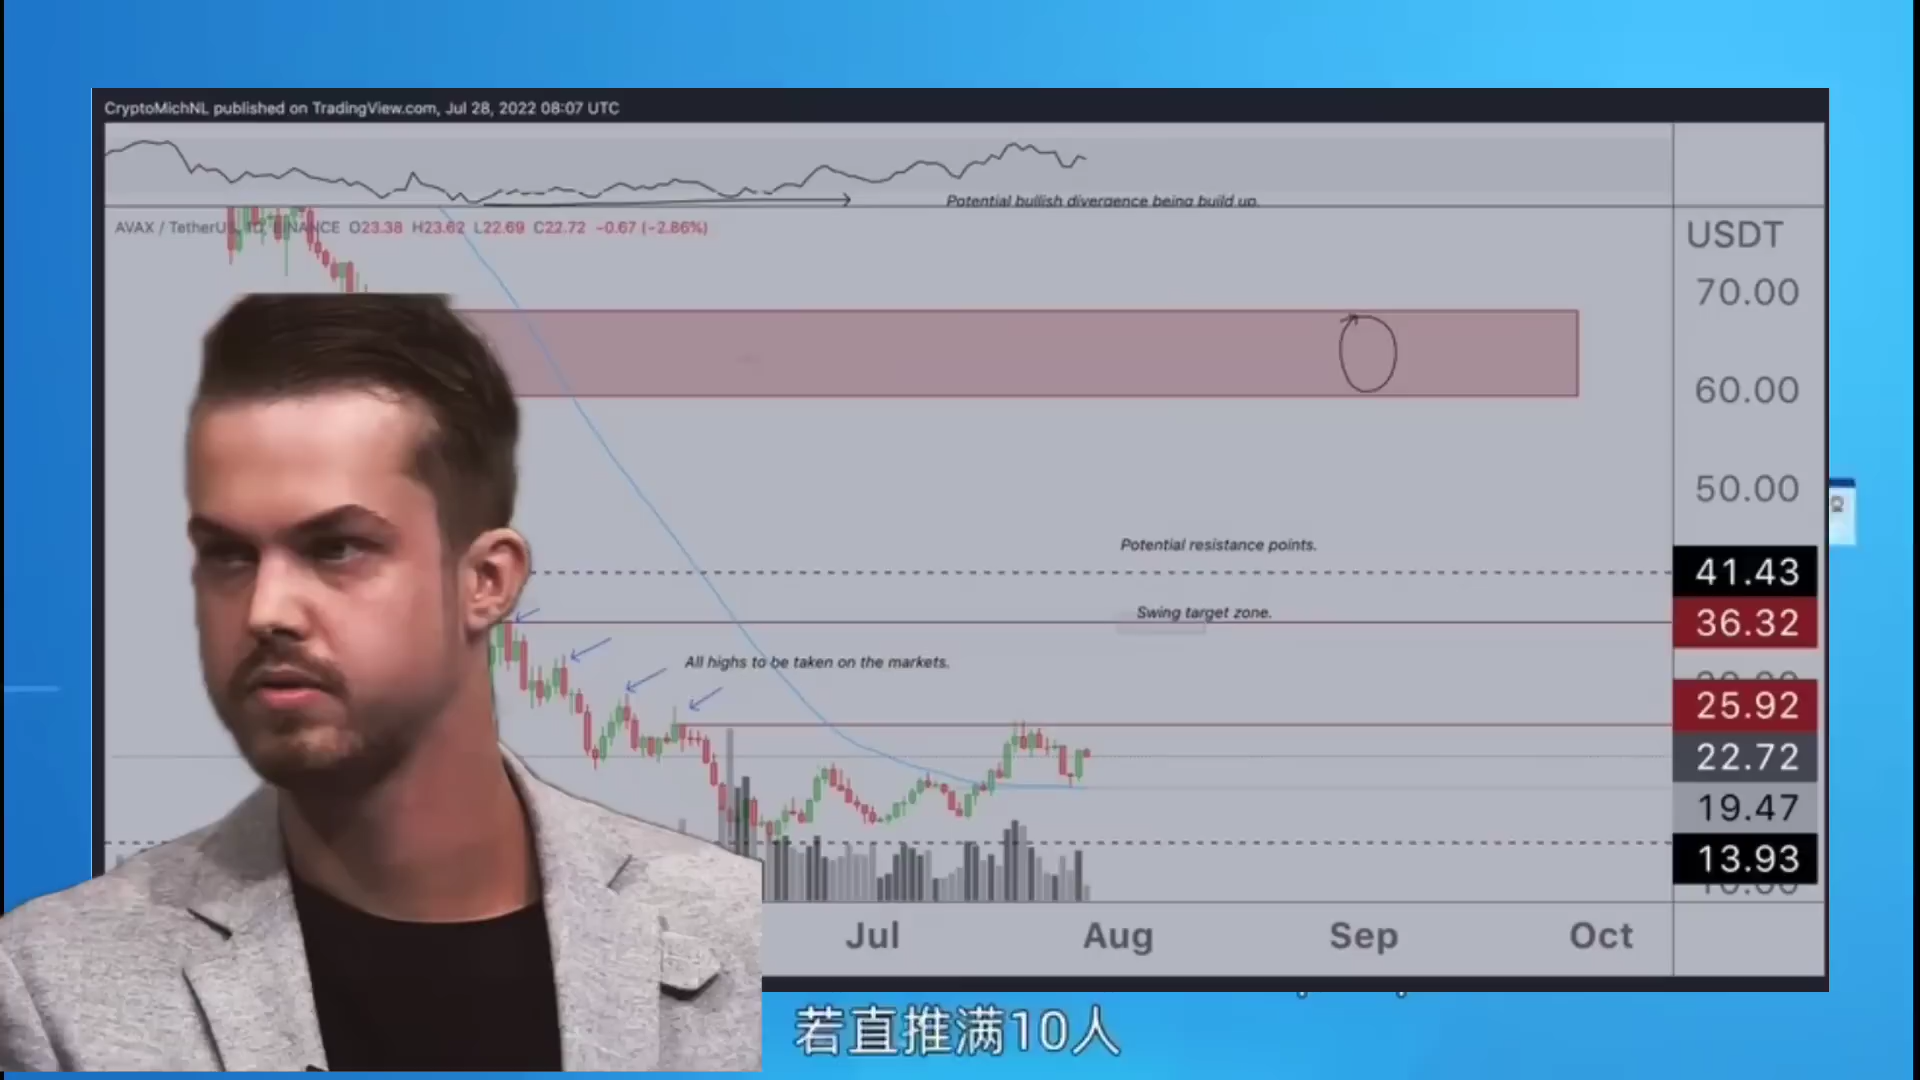 CryptoMichNL published on TradingView.com, Jul 28, 2022 08:07 UTC
Potential bullish divergence being build up.
AVAX / TetherUS, 1D, BINANCE O23.38 H23.62 L22.69 C22.72 −0.67 (−2.86%)
USDT
70.00
60.00
50.00
Potential resistance points.
41.43
Swing target zone.
36.32
All highs to be taken on the markets.
25.92
22.72
19.47
13.93
Jul Aug Sep Oct
若直推满10人